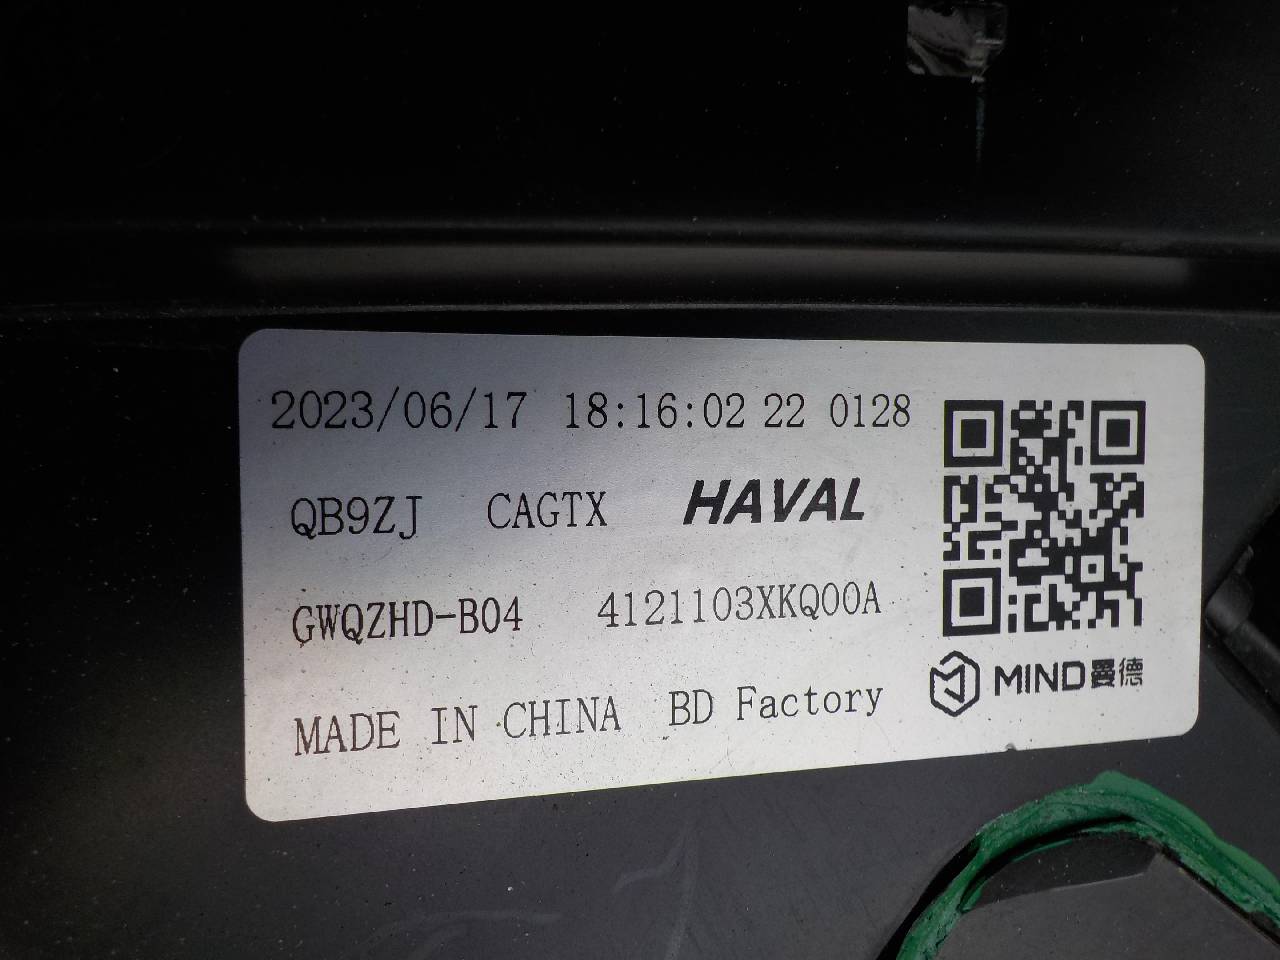 2023/06/17 18:16:02 22 0128
QB9ZJ CAGTX HAVAL
GWQZHD-B04 4121103XKQ00A
MADE IN CHINA BD Factory
MIND曼德